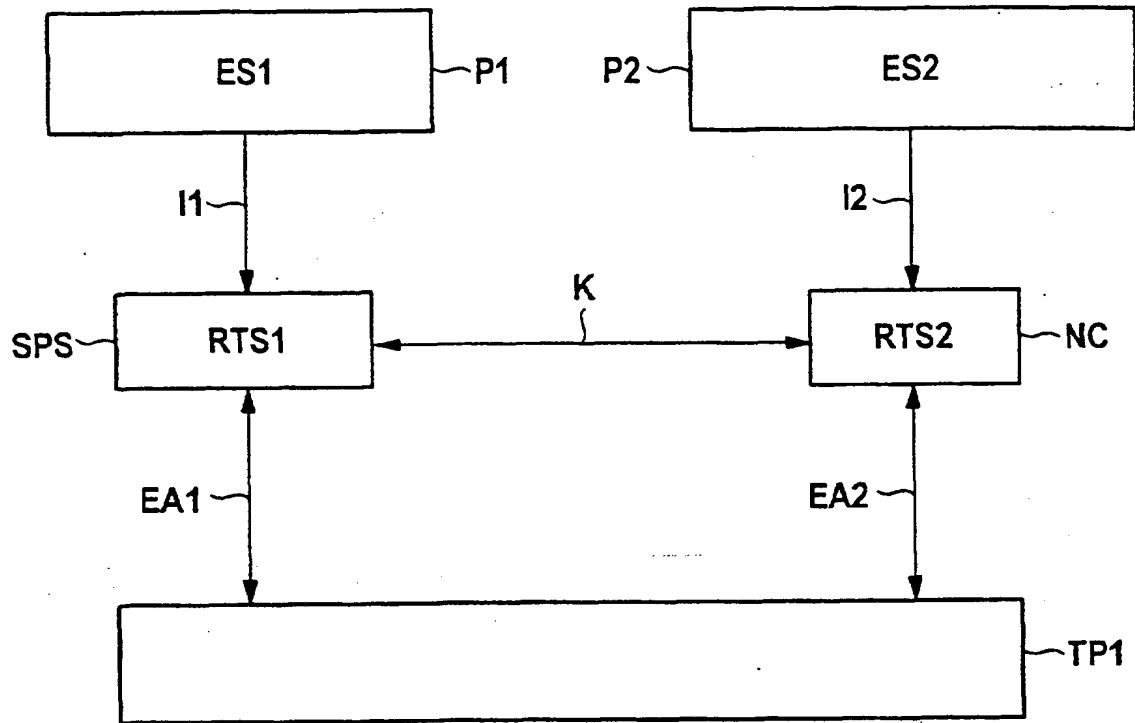 ES1 P1 P2 ES2
I1 I2
K
SPS RTS1 RTS2 NC
EA1 EA2
TP1